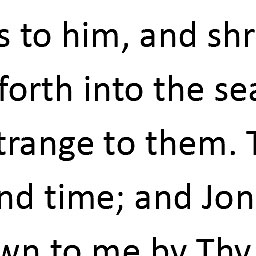 s to him, and shr
forth into the sea
trange to them. T
nd time; and Jon
wn to me by Thy